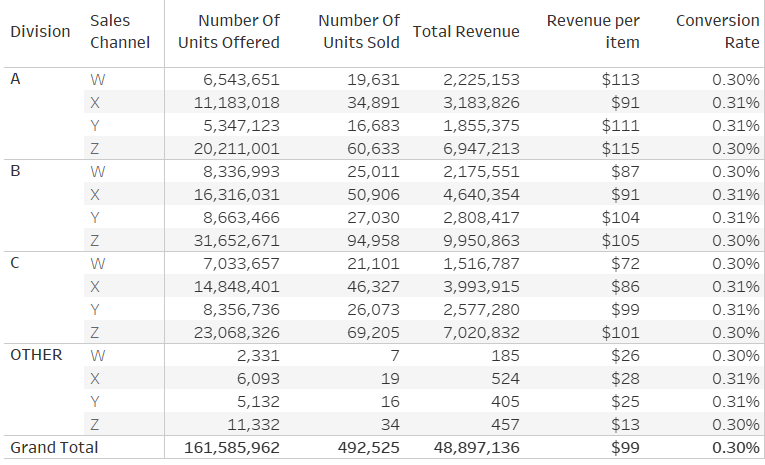 Division Sales Channel Number Of Units Offered Number Of Units Sold Total Revenue Revenue per item Conversion Rate
A W 6,543,651 19,631 2,225,153 $113 0.30%
X 11,183,018 34,891 3,183,826 $91 0.31%
Y 5,347,123 16,683 1,855,375 $111 0.31%
Z 20,211,001 60,633 6,947,213 $115 0.30%
B W 8,336,993 25,011 2,175,551 $87 0.30%
X 16,316,031 50,906 4,640,354 $91 0.31%
Y 8,663,466 27,030 2,808,417 $104 0.31%
Z 31,652,671 94,958 9,950,863 $105 0.30%
C W 7,033,657 21,101 1,516,787 $72 0.30%
X 14,848,401 46,327 3,993,915 $86 0.31%
Y 8,356,736 26,073 2,577,280 $99 0.31%
Z 23,068,326 69,205 7,020,832 $101 0.30%
OTHER W 2,331 7 185 $26 0.30%
X 6,093 19 524 $28 0.31%
Y 5,132 16 405 $25 0.31%
Z 11,332 34 457 $13 0.30%
Grand Total 161,585,962 492,525 48,897,136 $99 0.30%